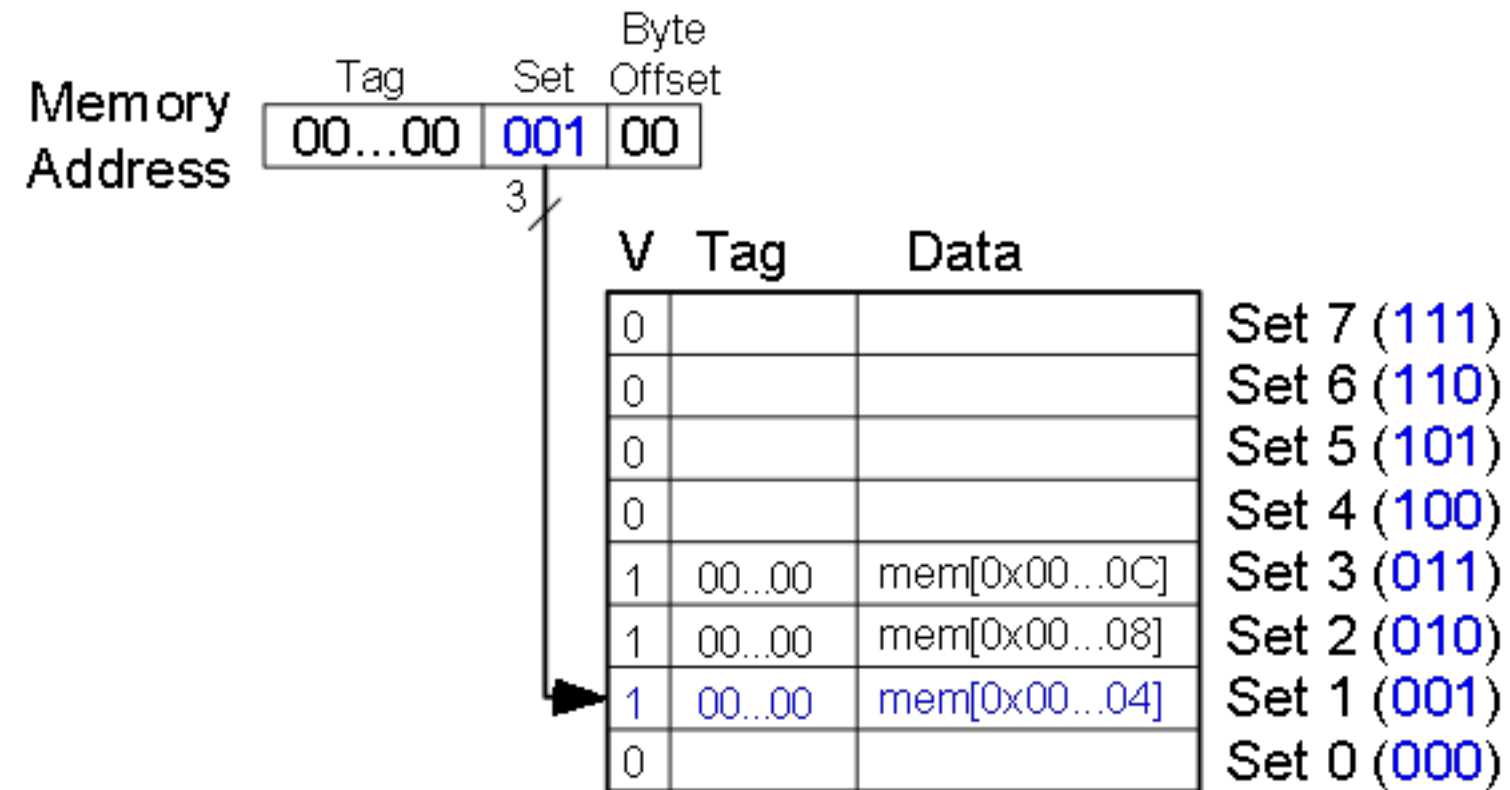 Byte
Tag Set Offset
Memory Address
00...00 001 00
3
V Tag Data
0 Set 7 (111)
0 Set 6 (110)
0 Set 5 (101)
0 Set 4 (100)
1 00...00 mem[0x00...0C] Set 3 (011)
1 00...00 mem[0x00...08] Set 2 (010)
1 00...00 mem[0x00...04] Set 1 (001)
0 Set 0 (000)